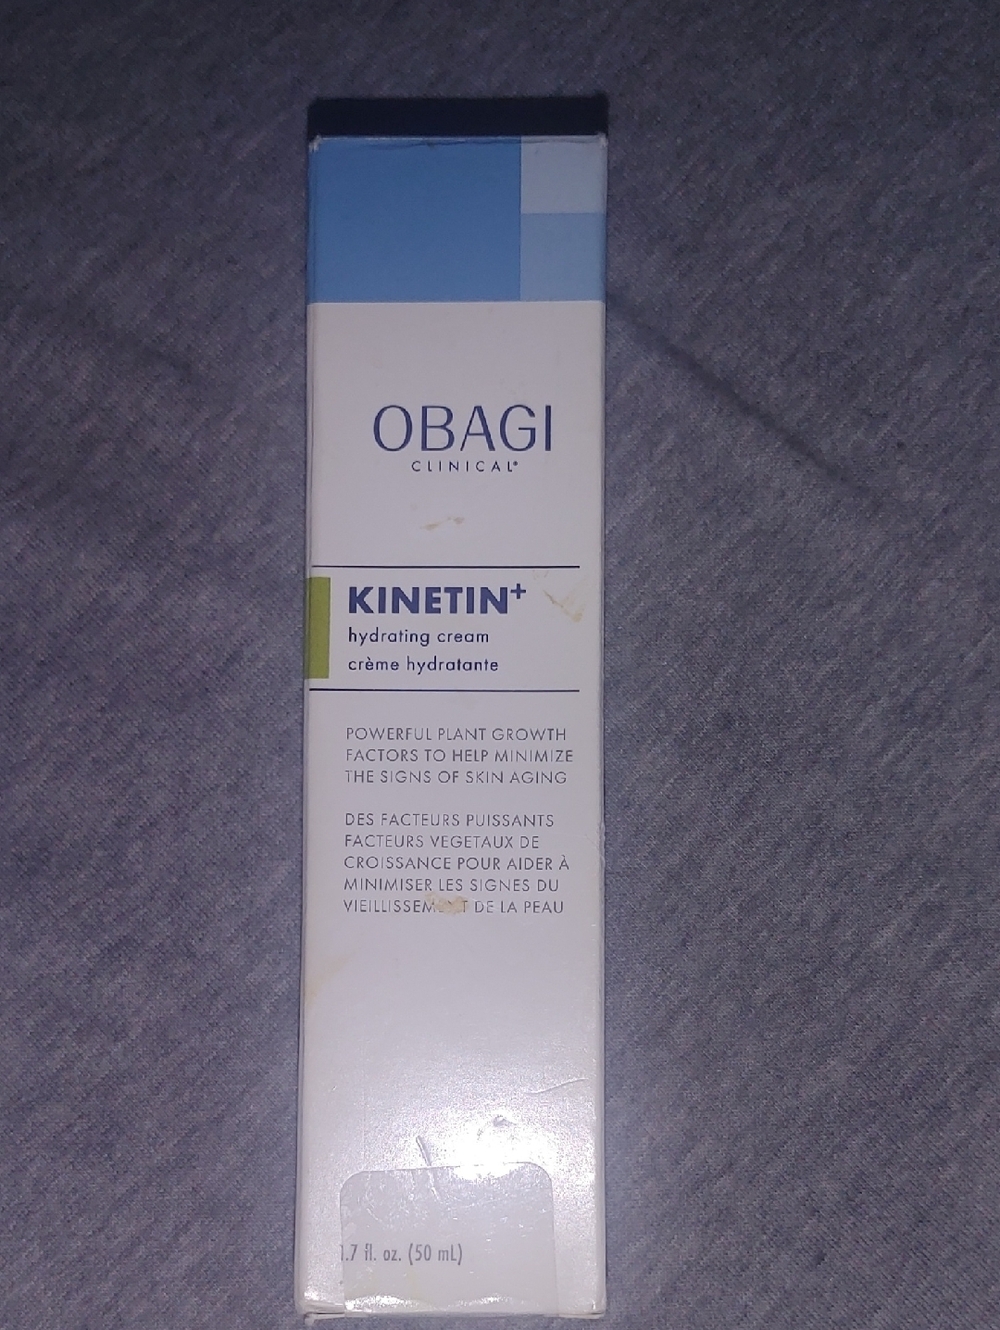 OBAGI
CLINICAL®
KINETIN+
hydrating cream
crème hydratante
POWERFUL PLANT GROWTH
FACTORS TO HELP MINIMIZE
THE SIGNS OF SKIN AGING
DES FACTEURS PUISSANTS
FACTEURS VEGETAUX DE
CROISSANCE POUR AIDER À
MINIMISER LES SIGNES DU
DE LA PEAU
1.7 fl. oz. (50 mL)